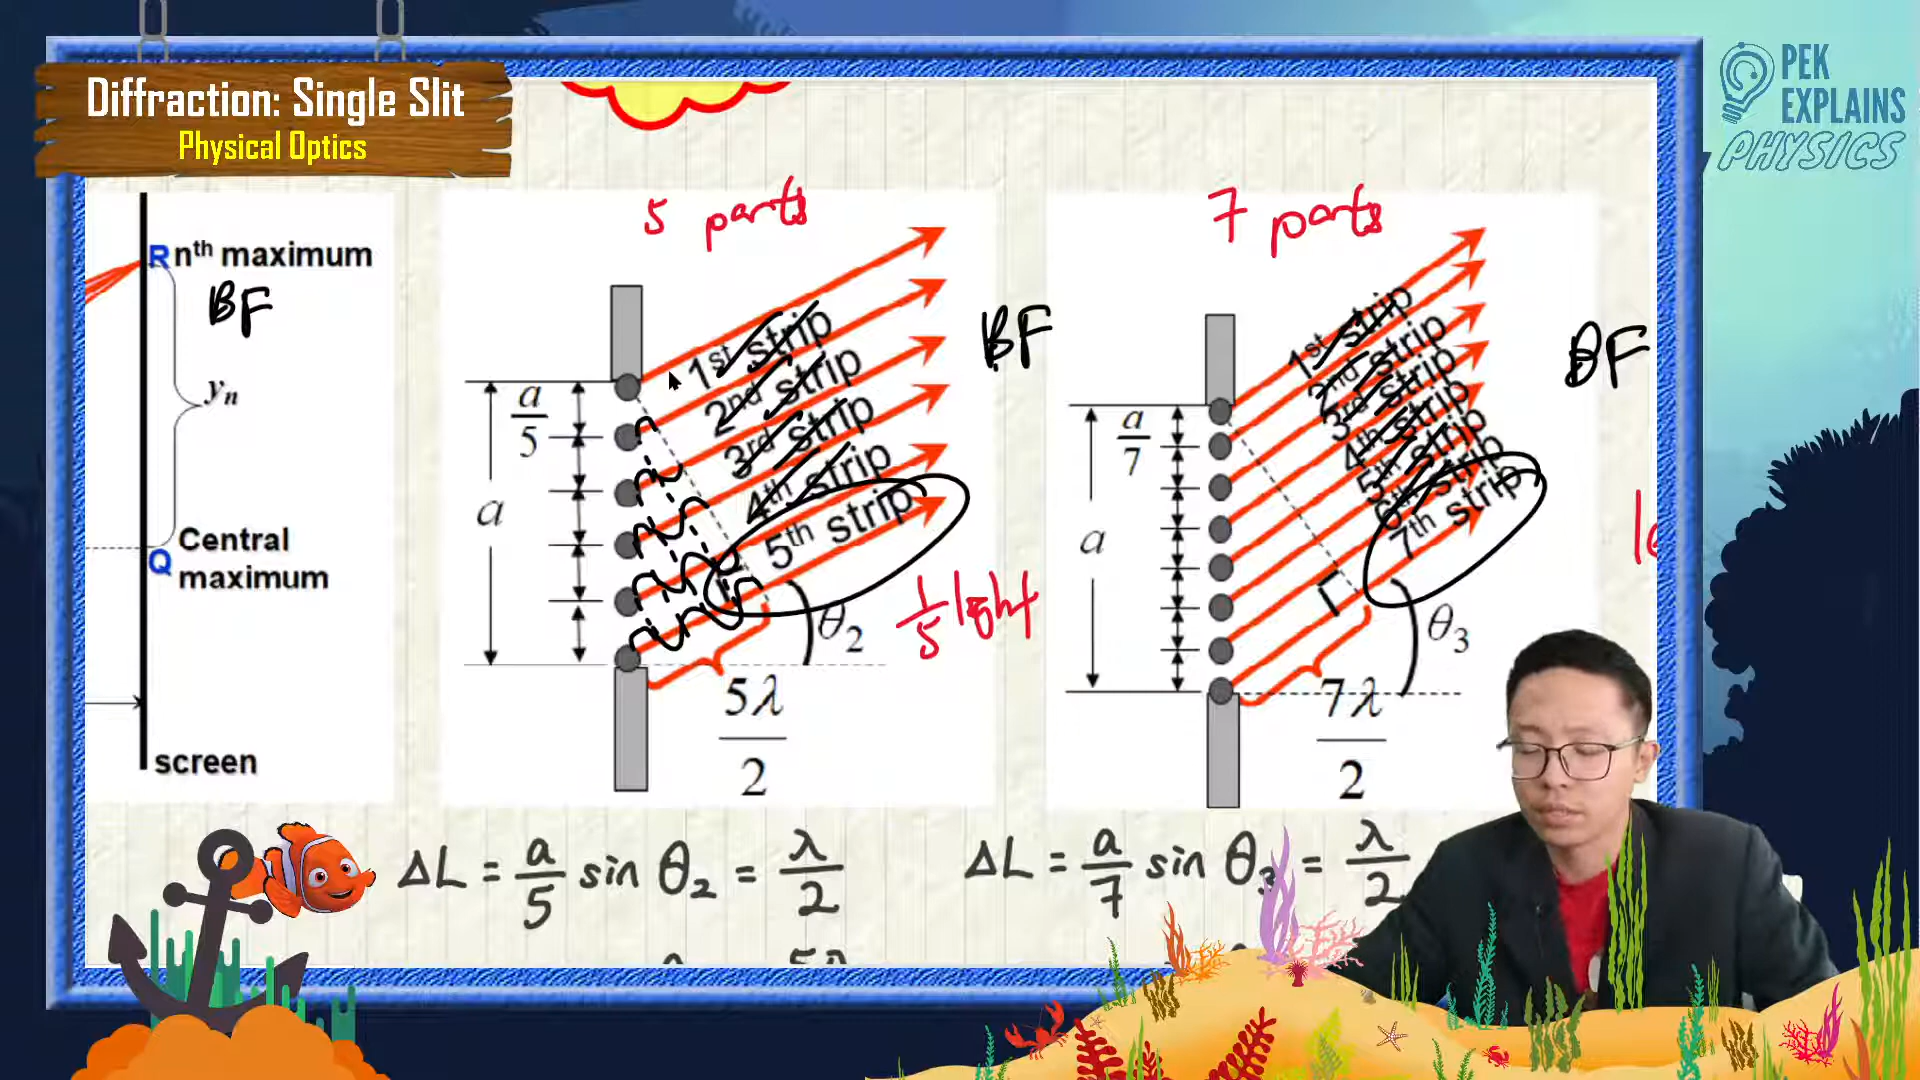 Diffraction: Single Slit
Physical Optics
PEK
EXPLAINS
PHYSICS
R nth maximum
BF
yn
Q Central
maximum
screen
5 parts
1st strip
2nd strip
3rd strip
4th strip
5th strip
a/5
a
BF
1/5 light
θ2
5λ/2
ΔL = a/5 sin θ2 = λ/2
7 parts
1st strip
2nd strip
3rd strip
4th strip
5th strip
6th strip
7th strip
a/7
a
BF
θ3
7λ/2
ΔL = a/7 sin θ3 = λ/2